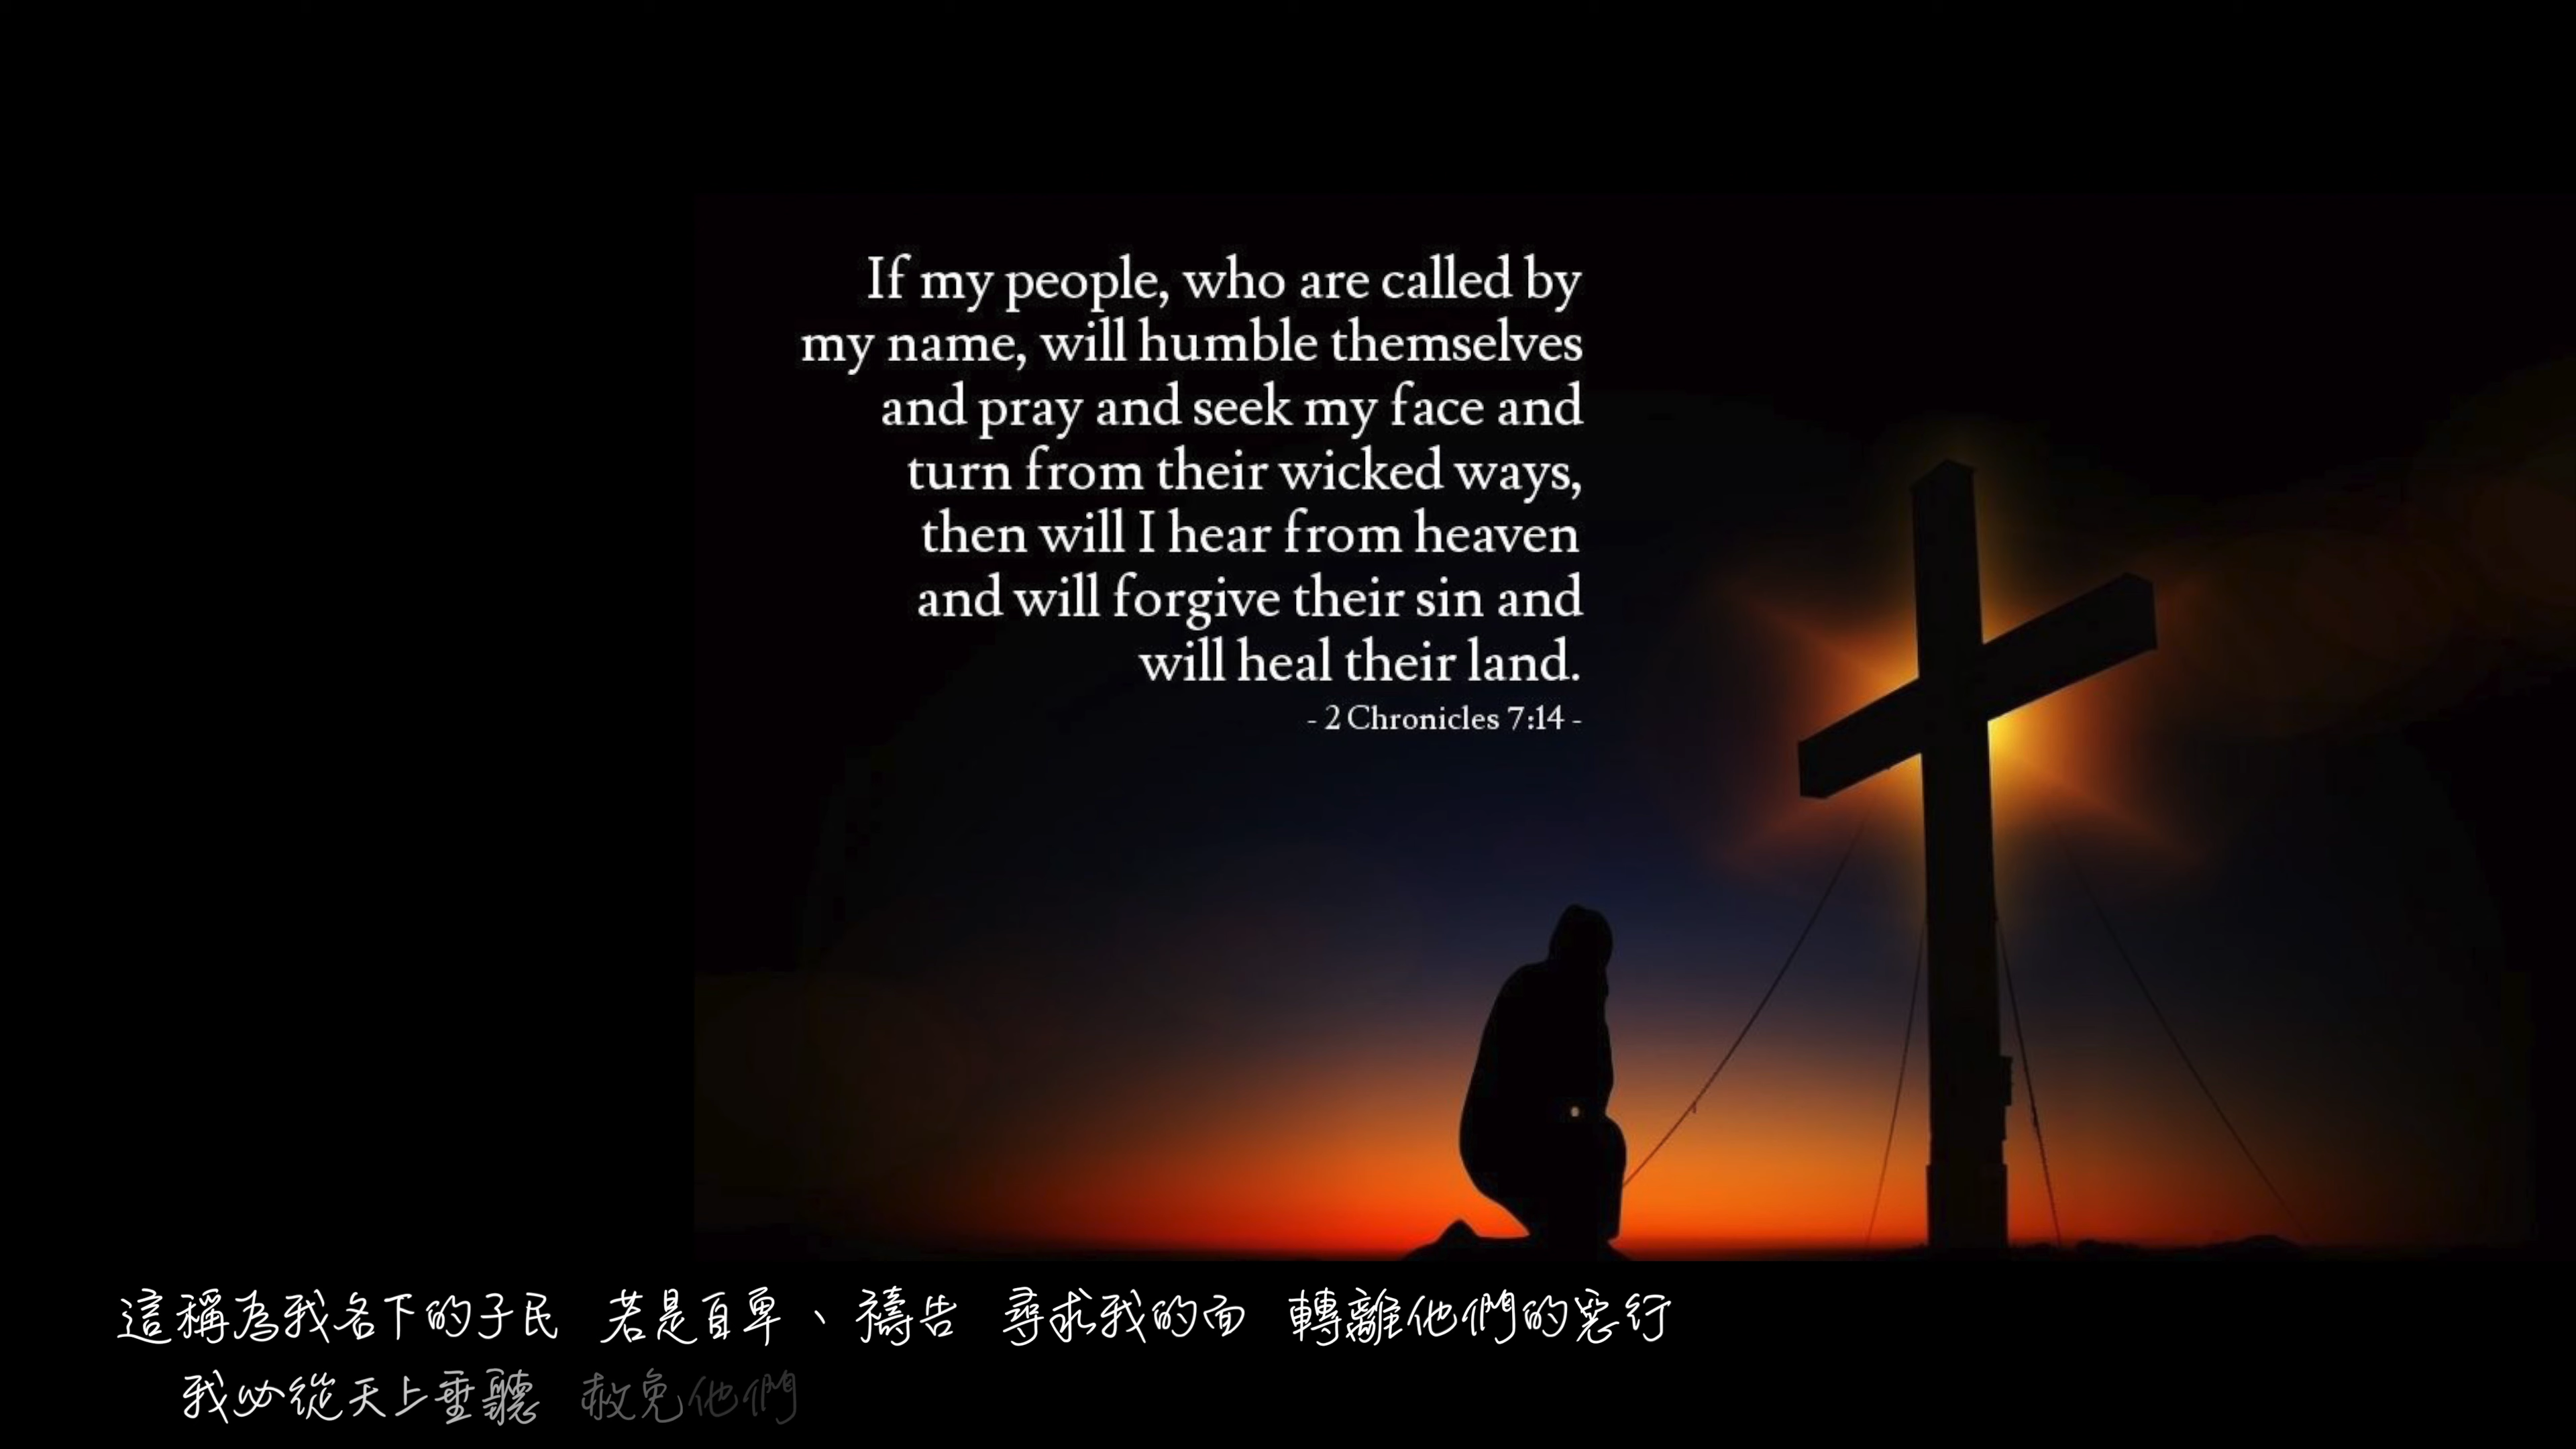 If my people, who are called by
my name, will humble themselves
and pray and seek my face and
turn from their wicked ways,
then will I hear from heaven
and will forgive their sin and
will heal their land.
- 2 Chronicles 7:14 -
這稱為我名下的子民 若是自卑、禱告 尋求我的面 轉離他們的惡行
我必從天上垂聽 赦免他們